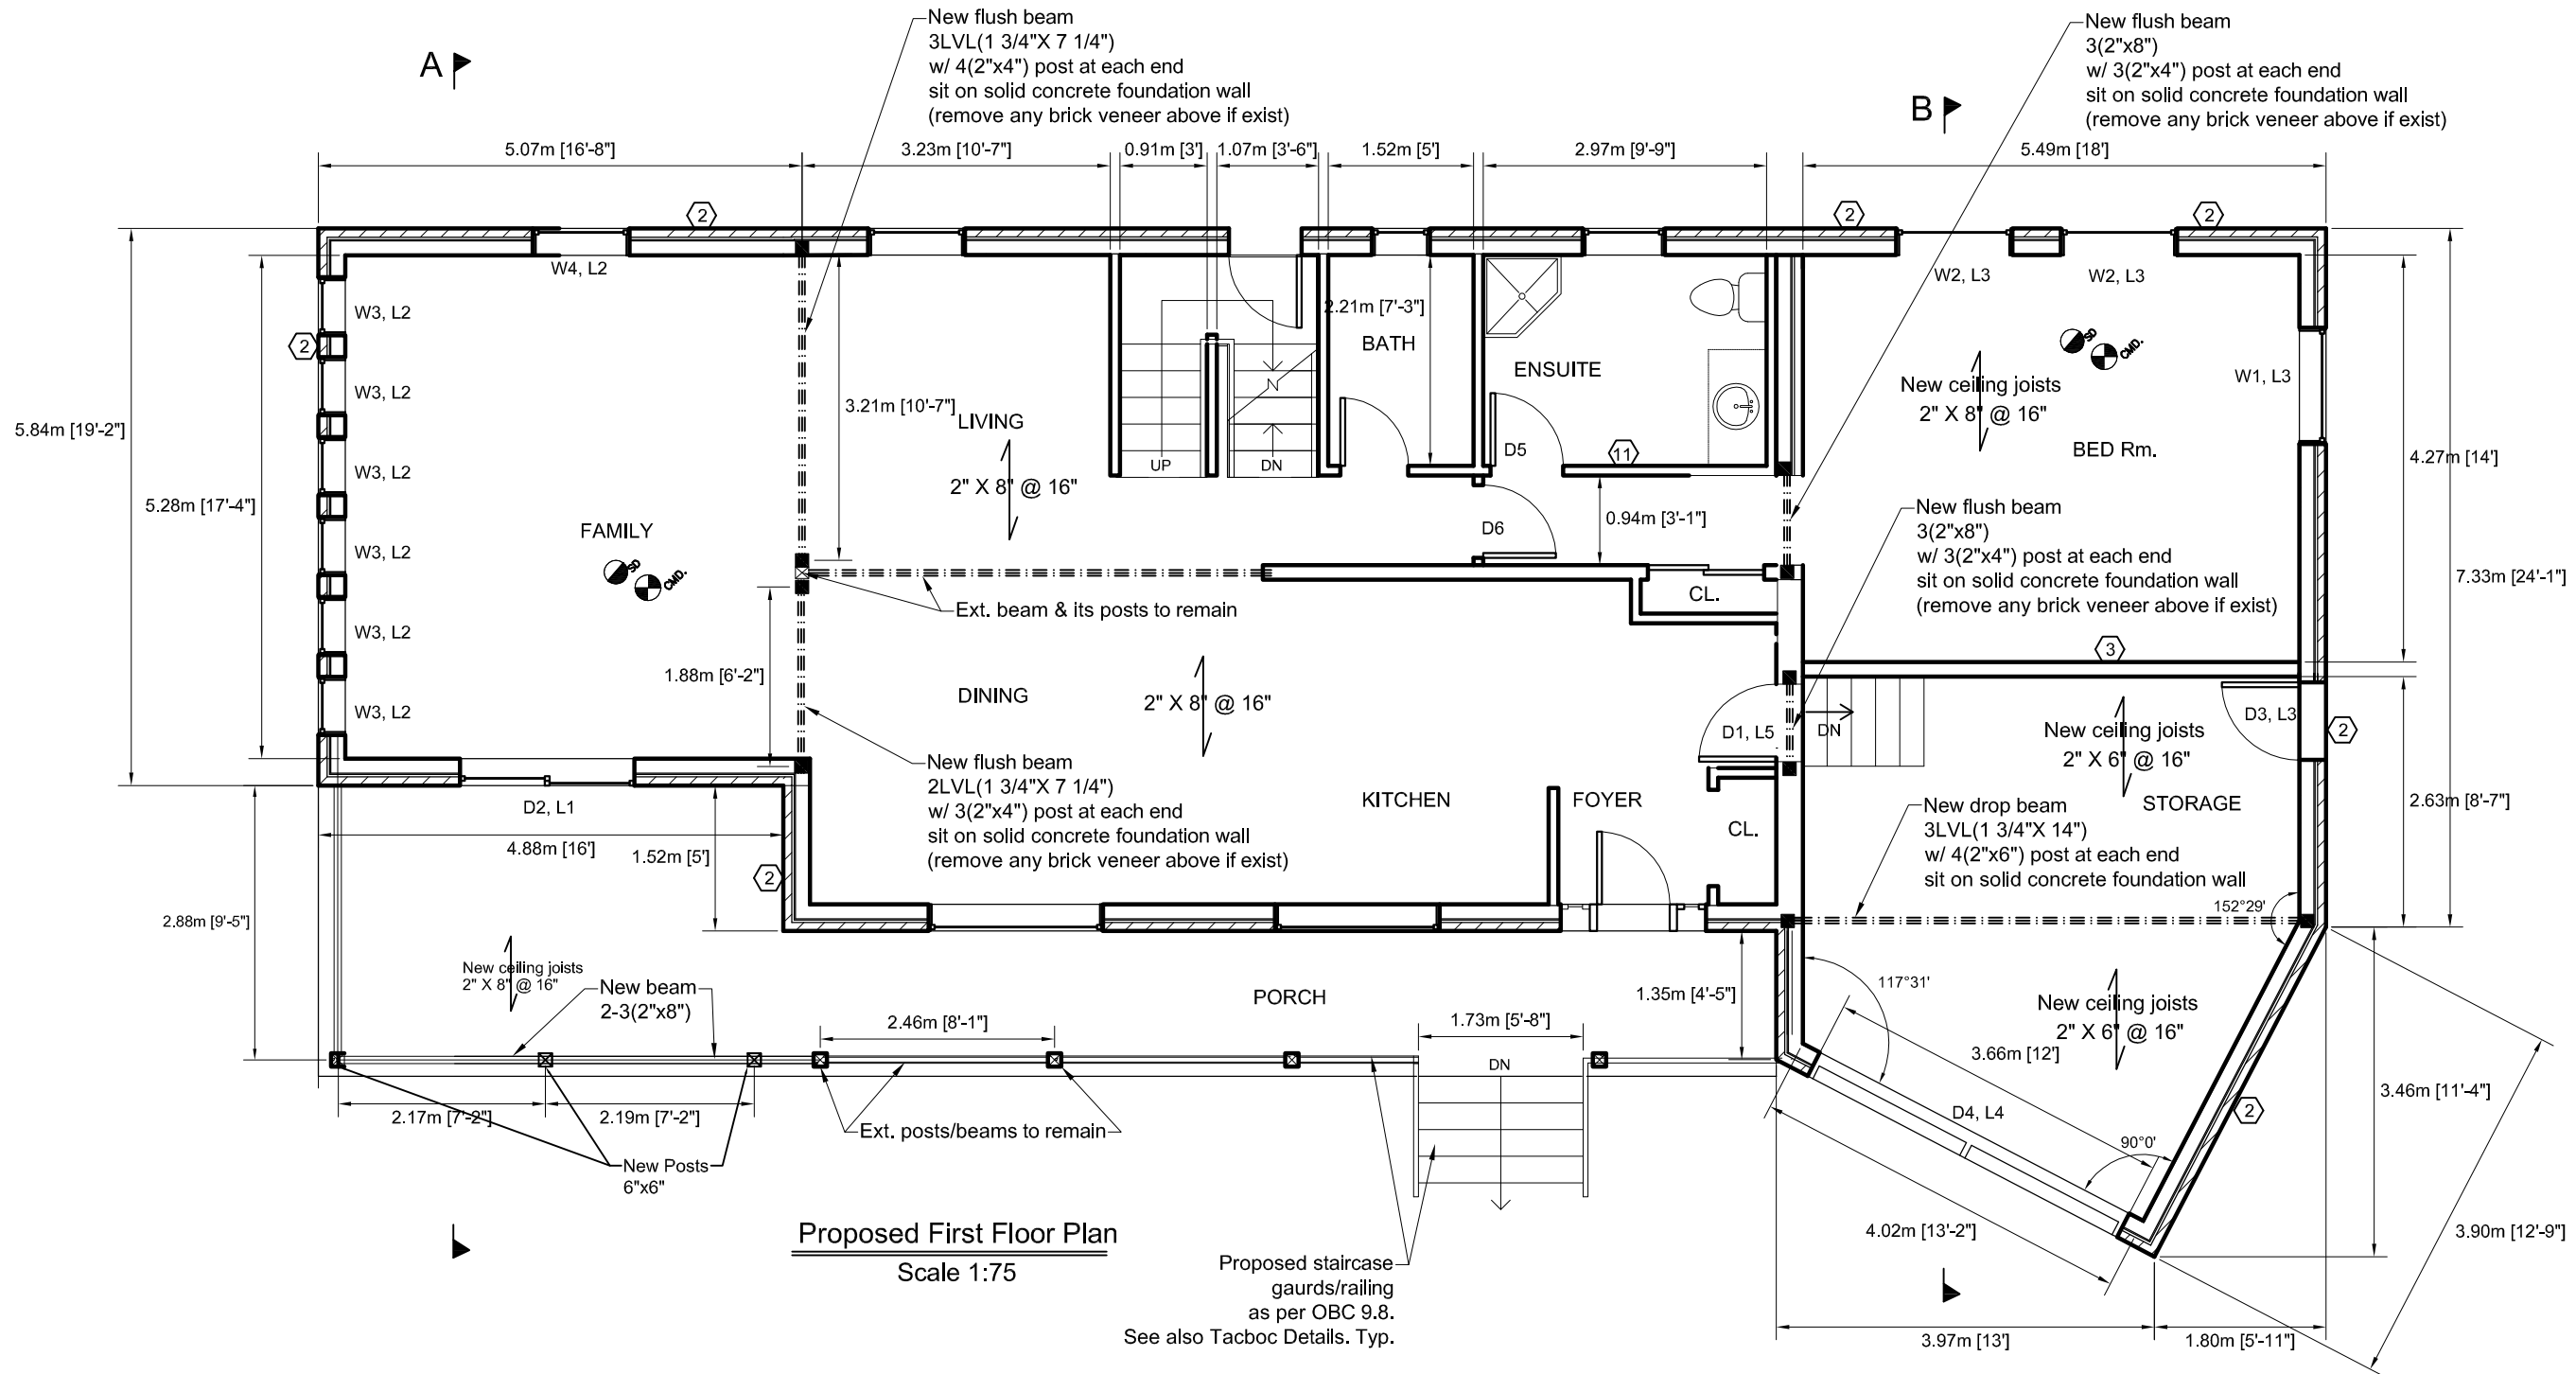 New flush beam
3LVL(1 3/4"X 7 1/4")
w/ 4(2"x4") post at each end
sit on solid concrete foundation wall
(remove any brick veneer above if exist)
New flush beam
3(2"x8")
w/ 3(2"x4") post at each end
sit on solid concrete foundation wall
(remove any brick veneer above if exist)
A
B
5.07m [16'-8"]
3.23m [10'-7"]
0.91m [3']
1.07m [3'-6"]
1.52m [5']
2.97m [9'-9"]
5.49m [18']
2
2
2
W4, L2
W2, L3
W2, L3
W3, L2
2
2.21m [7'-3"]
BATH
SD
CMD.
ENSUITE
New ceiling joists
2" X 8" @ 16"
W1, L3
W3, L2
3.21m [10'-7"]
LIVING
N
5.84m [19'-2"]
D5
11
BED Rm.
4.27m [14']
UP
DN
W3, L2
2" X 8" @ 16"
5.28m [17'-4"]
FAMILY
D6
0.94m [3'-1"]
New flush beam
3(2"x8")
w/ 3(2"x4") post at each end
sit on solid concrete foundation wall
(remove any brick veneer above if exist)
W3, L2
SD
CMD.
7.33m [24'-1"]
CL.
Ext. beam & its posts to remain
W3, L2
3
1.88m [6'-2"]
DINING
2" X 8" @ 16"
W3, L2
D1, L5
DN
New ceiling joists
2" X 6" @ 16"
D3, L3
2
New flush beam
2LVL(1 3/4"X 7 1/4")
w/ 3(2"x4") post at each end
sit on solid concrete foundation wall
(remove any brick veneer above if exist)
D2, L1
KITCHEN
FOYER
CL.
New drop beam
3LVL(1 3/4"X 14")
w/ 4(2"x6") post at each end
sit on solid concrete foundation wall
STORAGE
2.63m [8'-7"]
4.88m [16']
1.52m [5']
2
152°29'
2.88m [9'-5"]
New ceiling joists
2" X 8" @ 16"
New beam
2-3(2"x8")
PORCH
1.35m [4'-5"]
117°31'
New ceiling joists
2" X 6" @ 16"
2.46m [8'-1"]
1.73m [5'-8"]
3.66m [12']
DN
2.17m [7'-2"]
2.19m [7'-2"]
Ext. posts/beams to remain
D4, L4
2
3.46m [11'-4"]
90°0'
New Posts
6"x6"
4.02m [13'-2"]
3.90m [12'-9"]
Proposed First Floor Plan
Scale 1:75
Proposed staircase
gaurds/railing
as per OBC 9.8.
See also Tacboc Details. Typ.
3.97m [13']
1.80m [5'-11"]